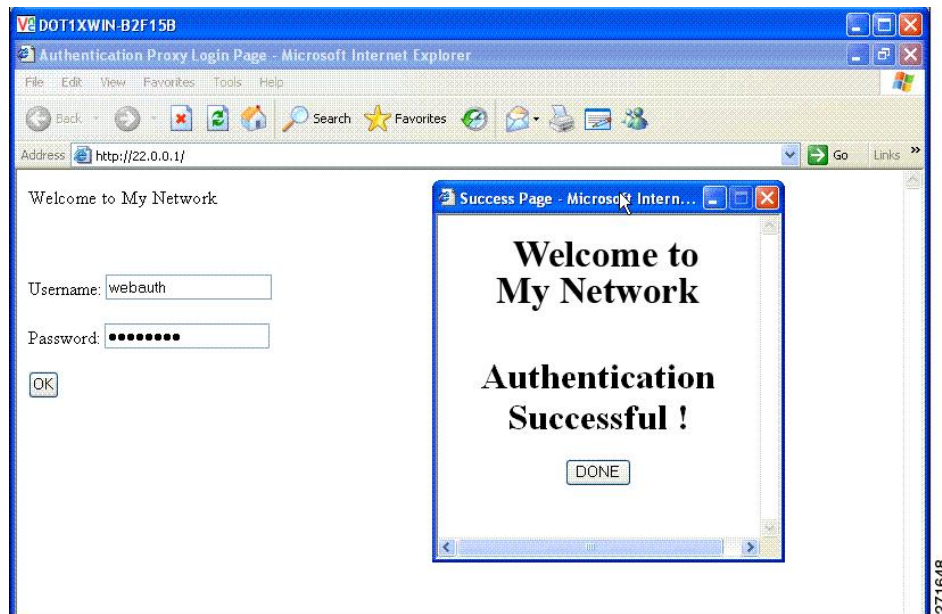 DOT1XWIN-B2F15B
Authentication Proxy Login Page - Microsoft Internet Explorer
File Edit View Favorites Tools Help
Back Search Favorites
Address http://22.0.0.1/ Go Links »
Welcome to My Network
Username: webauth
Password: ••••••••
OK
Success Page - Microsoft Intern...
Welcome to
My Network
Authentication
Successful !
DONE
271648